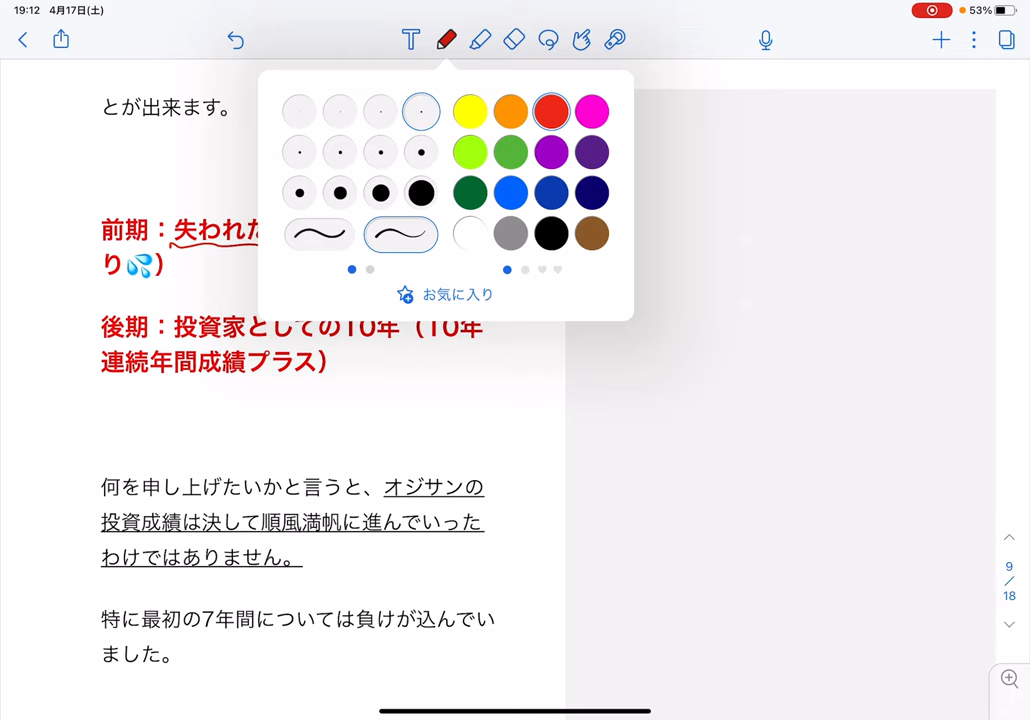 19:12 4月17日(土)
53%
T
お気に入り
とが出来ます。
前期：失われた
り💦）
後期：投資家としての10年（10年
連続年間成績プラス）
何を申し上げたいかと言うと、オジサンの
投資成績は決して順風満帆に進んでいった
わけではありません。
特に最初の7年間については負けが込んでい
ました。
9
/
18